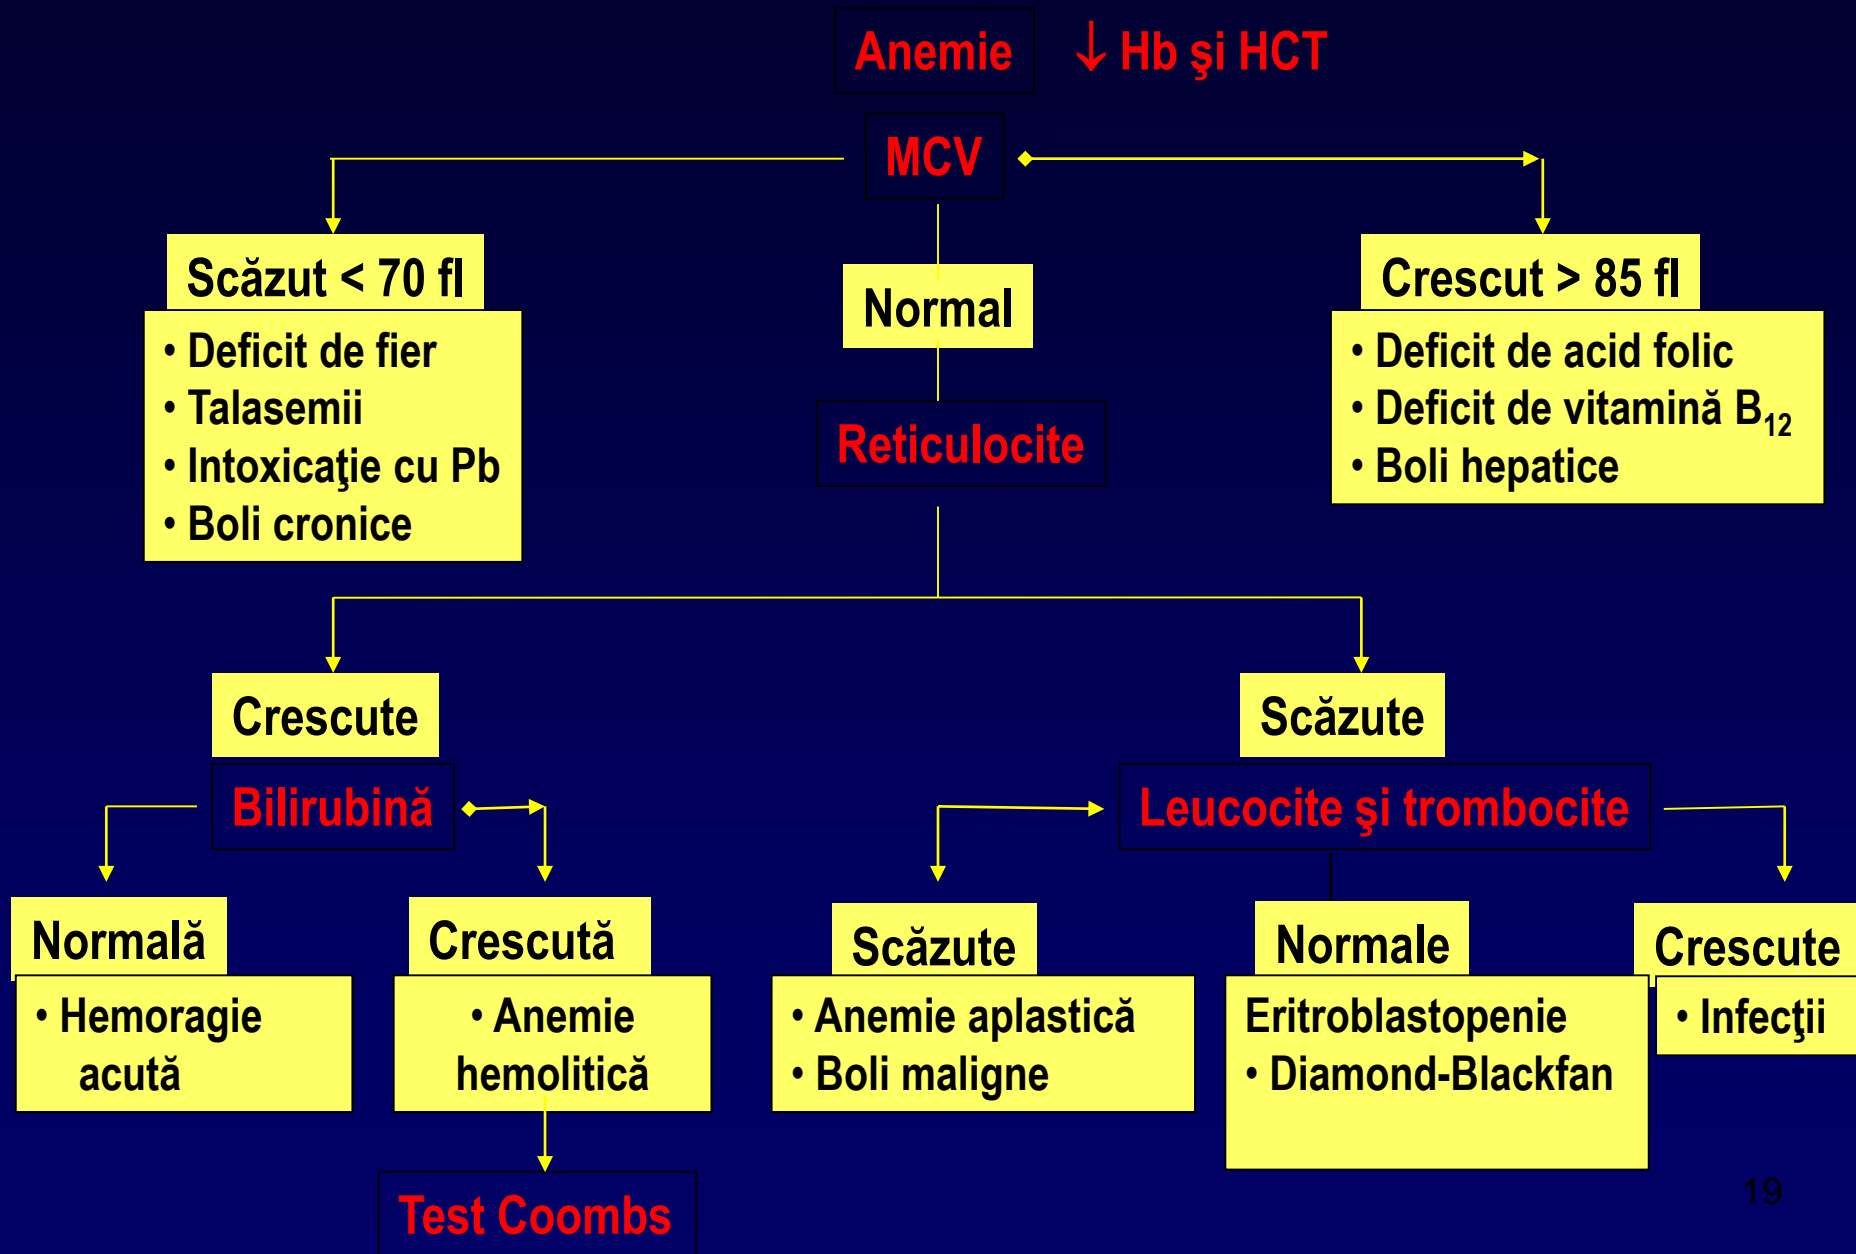 Anemie ↓ Hb şi HCT
MCV
Scăzut < 70 fl
• Deficit de fier
• Talasemii
• Intoxicaţie cu Pb
• Boli cronice
Normal
Crescut > 85 fl
• Deficit de acid folic
• Deficit de vitamină B12
• Boli hepatice
Reticulocite
Crescute
Scăzute
Bilirubină
Leucocite şi trombocite
Normală
• Hemoragie
acută
Crescută
• Anemie
hemolitică
Test Coombs
Scăzute
• Anemie aplastică
• Boli maligne
Normale
Eritroblastopenie
• Diamond-Blackfan
Crescute
• Infecţii
19